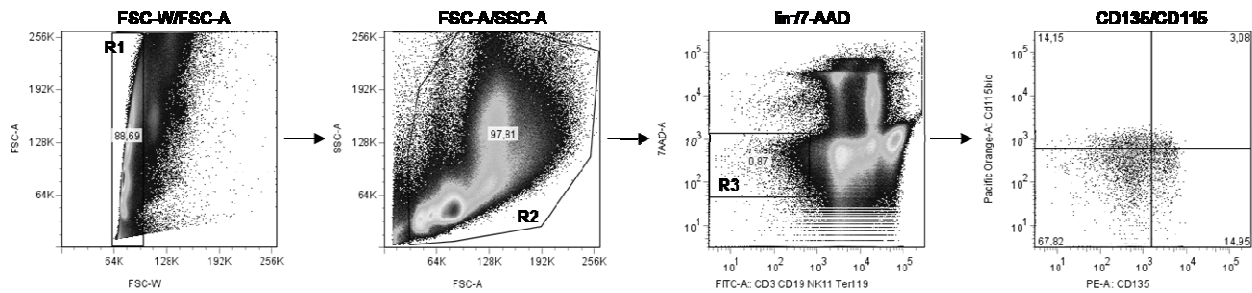 FSC-W/FSC-A
FSC-A/SSC-A
lin/7-AAD
CD135/CD115
256K
192K
128K
64K
FSC-A
R1
88,69
64K
128K
192K
256K
FSC-W
256K
192K
128K
64K
SSC-A
97,81
R2
64K
128K
192K
256K
FSC-A
10^5
10^4
10^3
10^2
10^1
7AAD-A
0,87
R3
10^1
10^2
10^3
10^4
10^5
FITC-A:: CD3 CD19 NK11 Ter119
14,15
3,08
10^5
10^4
10^3
10^2
10^1
Pacific Orange-A:: Cd115bio
67,82
14,95
10^1
10^2
10^3
10^4
10^5
PE-A:: CD135